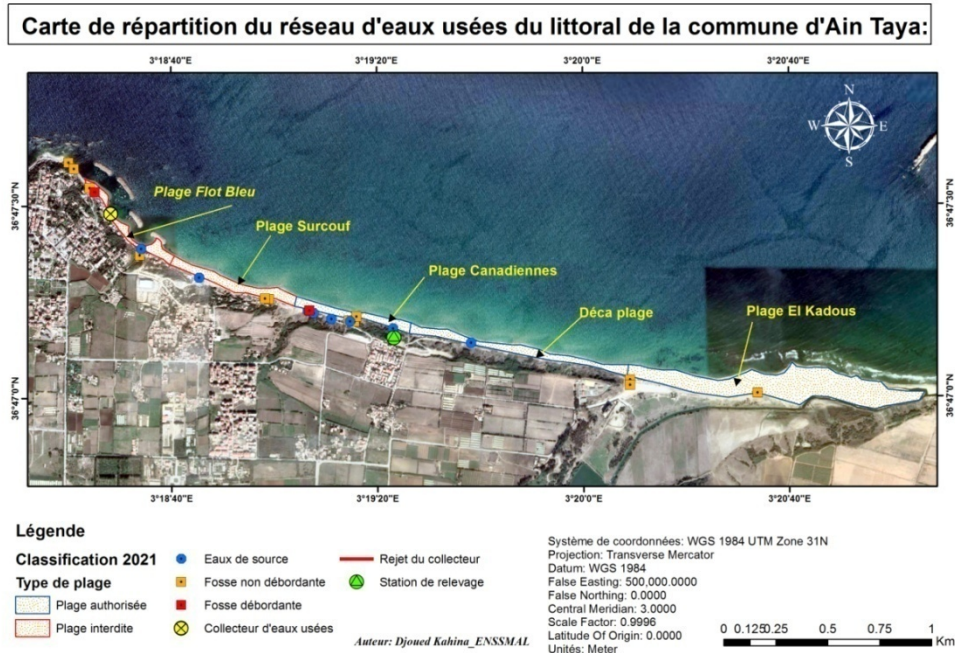 Carte de répartition du réseau d'eaux usées du littoral de la commune d'Ain Taya:
3°18'40"E 3°19'20"E 3°20'0"E 3°20'40"E
N
W E
S
36°47'30"N 36°47'30"N
Plage Flot Bleu
Plage Surcouf
Plage Canadiennes
Déca plage
Plage El Kadous
36°47'0"N 36°47'0"N
3°18'40"E 3°19'20"E 3°20'0"E 3°20'40"E
Légende
Classification 2021
Type de plage
Plage authorisée
Plage interdite
Eaux de source
Fosse non débordante
Fosse débordante
Collecteur d'eaux usées
Rejet du collecteur
Station de relevage
Auteur: Djoued Kahina_ENSSMAL
Système de coordonnées: WGS 1984 UTM Zone 31N
Projection: Transverse Mercator
Datum: WGS 1984
False Easting: 500,000.0000
False Northing: 0.0000
Central Meridian: 3.0000
Scale Factor: 0.9996
Latitude Of Origin: 0.0000
Unités: Meter
0 0.125 0.25 0.5 0.75 1
Km